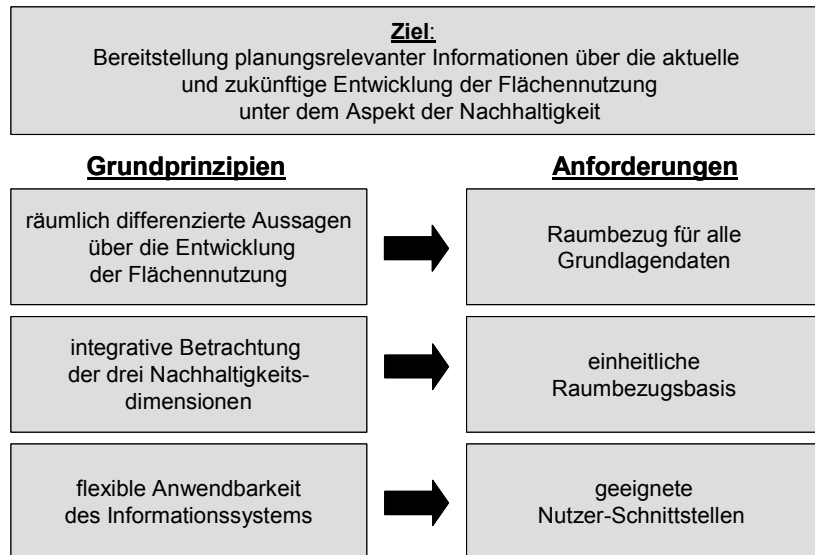 Ziel:
Bereitstellung planungsrelevanter Informationen über die aktuelle
und zukünftige Entwicklung der Flächennutzung
unter dem Aspekt der Nachhaltigkeit
Grundprinzipien
Anforderungen
räumlich differenzierte Aussagen
über die Entwicklung
der Flächennutzung
Raumbezug für alle
Grundlagendaten
integrative Betrachtung
der drei Nachhaltigkeits-
dimensionen
einheitliche
Raumbezugsbasis
flexible Anwendbarkeit
des Informationssystems
geeignete
Nutzer-Schnittstellen